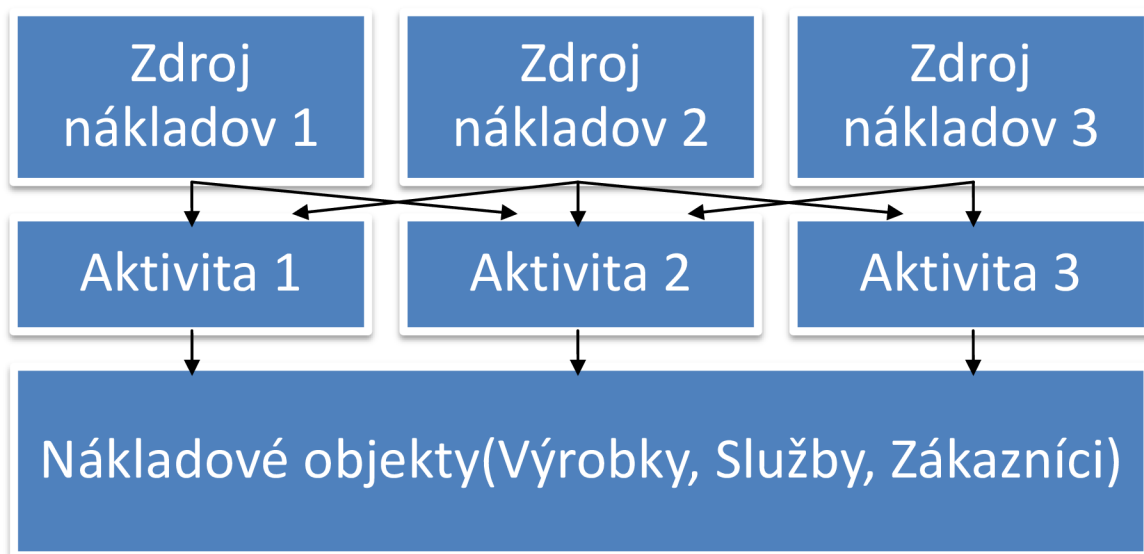 Zdroj
nákladov 1
Zdroj
nákladov 2
Zdroj
nákladov 3
Aktivita 1
Aktivita 2
Aktivita 3
Nákladové objekty(Výrobky, Služby, Zákazníci)